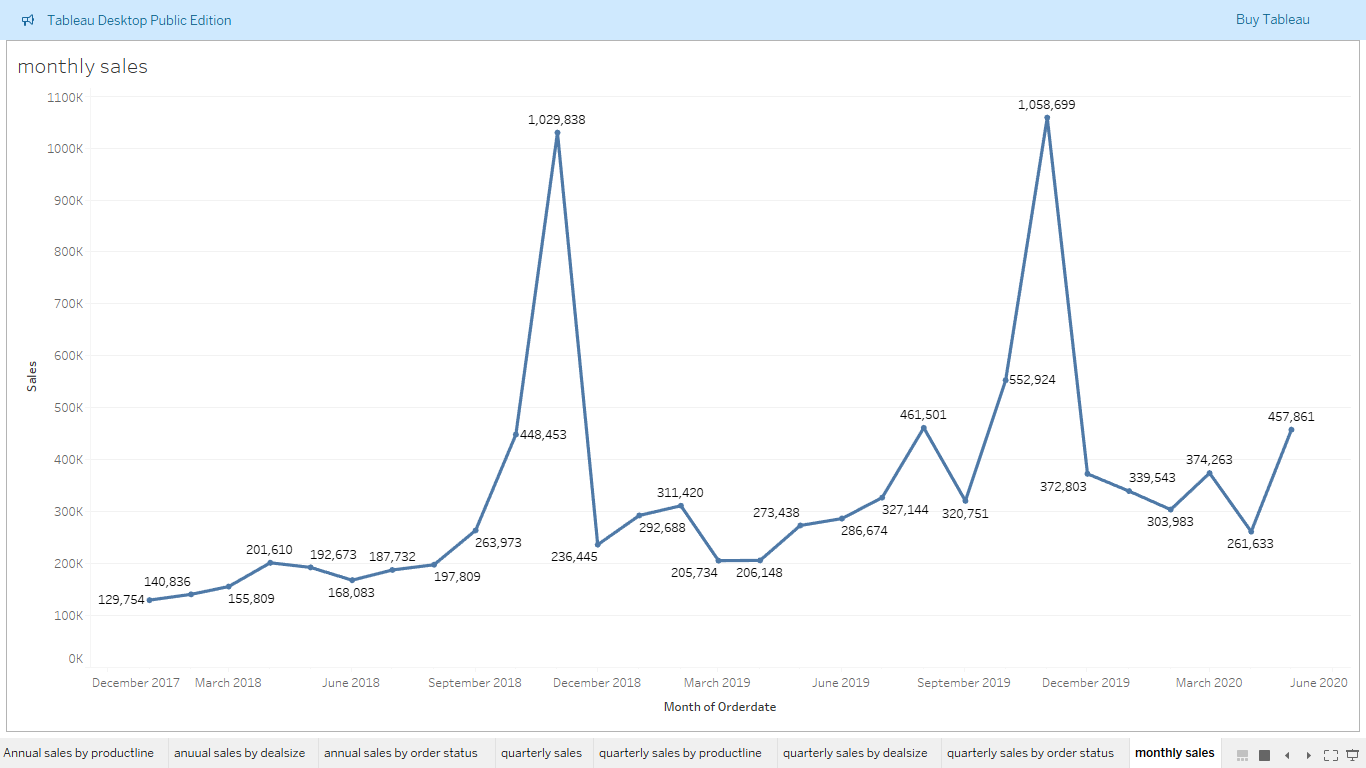 Tableau Desktop Public Edition
Buy Tableau
monthly sales
1100K
1000K
900K
800K
700K
600K
500K
400K
300K
200K
100K
0K
Sales
129,754
140,836
155,809
201,610
192,673
168,083
187,732
197,809
263,973
448,453
1,029,838
236,445
292,688
311,420
205,734
206,148
273,438
286,674
327,144
461,501
320,751
552,924
1,058,699
372,803
339,543
303,983
374,263
261,633
457,861
December 2017
March 2018
June 2018
September 2018
December 2018
March 2019
June 2019
September 2019
December 2019
March 2020
June 2020
Month of Orderdate
Annual sales by productline
anuual sales by dealsize
annual sales by order status
quarterly sales
quarterly sales by productline
quarterly sales by dealsize
quarterly sales by order status
monthly sales